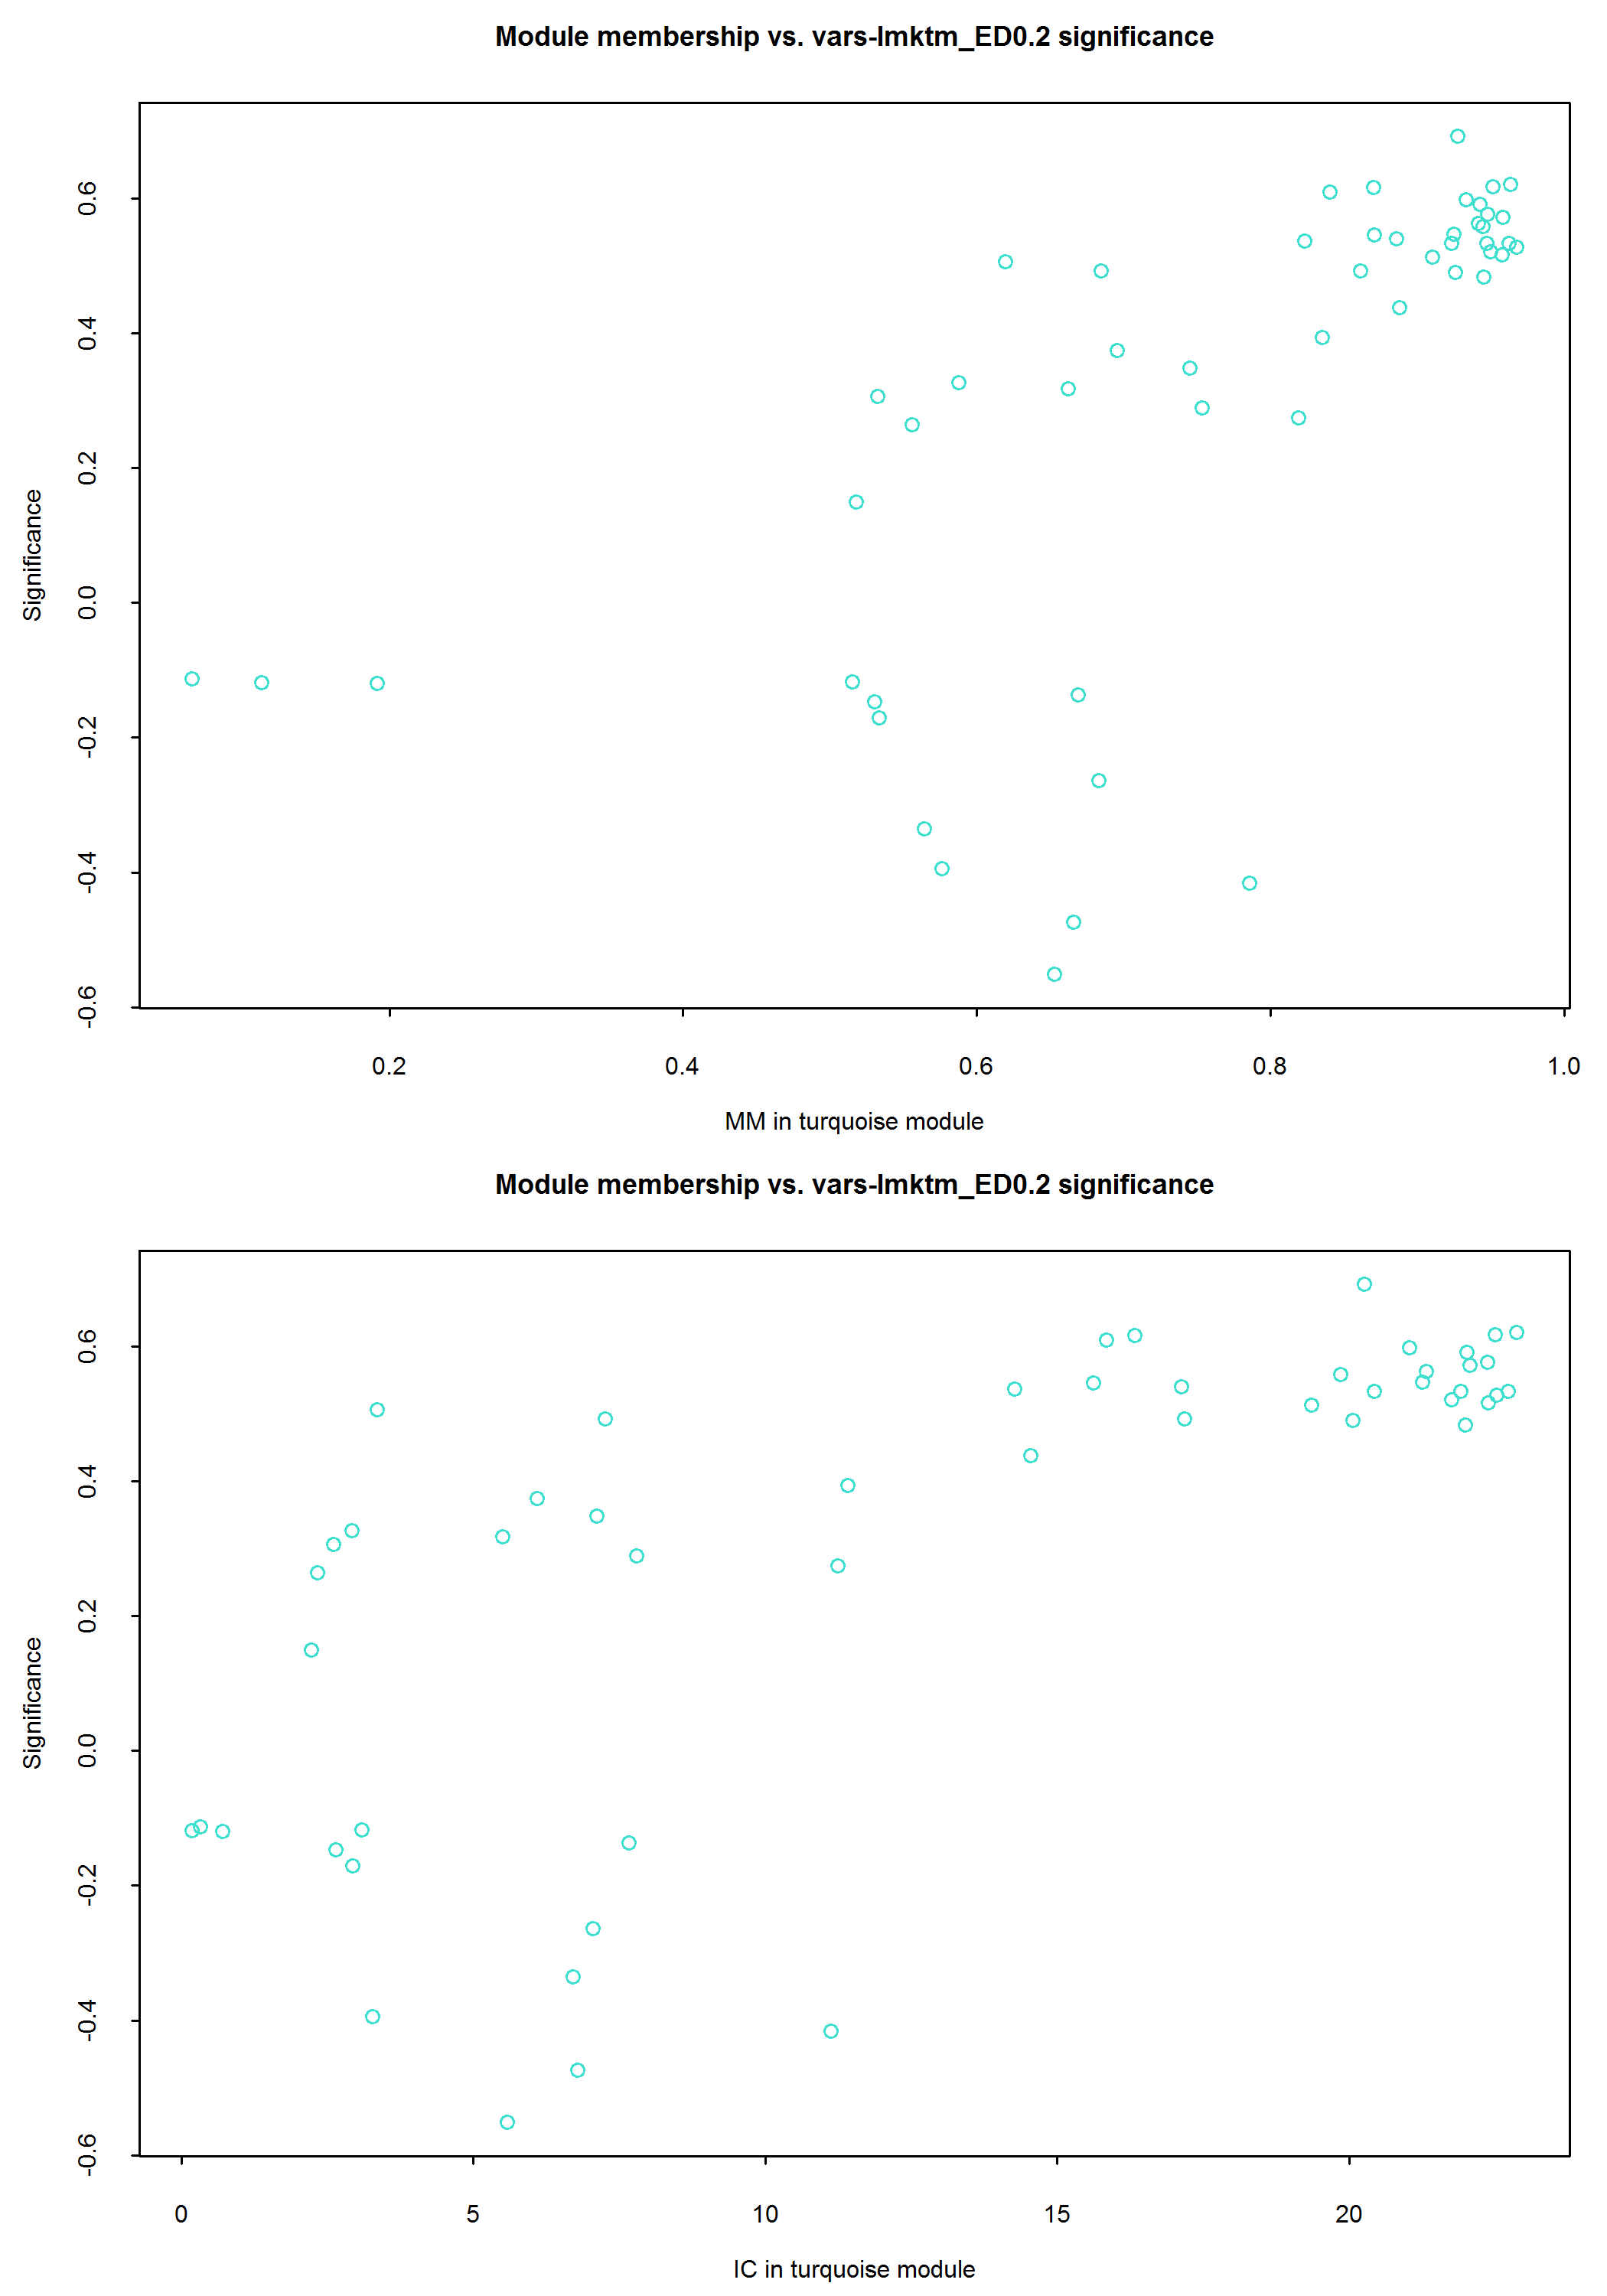 Module membership vs. vars-lmktm_ED0.2 significance
0.6
0.4
0.2
0.0
-0.2
-0.4
-0.6
Significance
0.2 0.4 0.6 0.8 1.0
MM in turquoise module
Module membership vs. vars-lmktm_ED0.2 significance
0.6
0.4
0.2
0.0
-0.2
-0.4
-0.6
Significance
0 5 10 15 20
IC in turquoise module